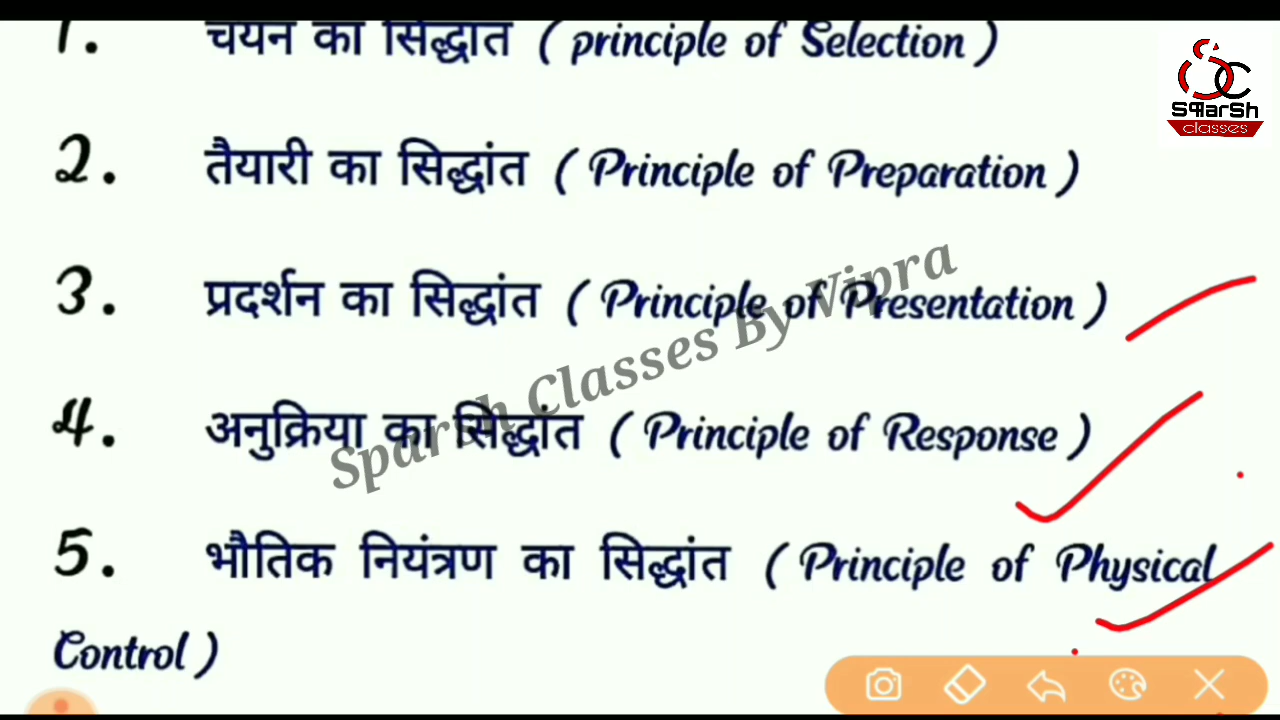 1. चयन का सिद्धांत ( principle of Selection )
sपarSh
classes
2. तैयारी का सिद्धांत ( Principle of Preparation )
3. प्रदर्शन का सिद्धांत ( Principle of Presentation )
Sparsh Classes By Vipra
4. अनुक्रिया का सिद्धांत ( Principle of Response )
5. भौतिक नियंत्रण का सिद्धांत ( Principle of Physical
Control )